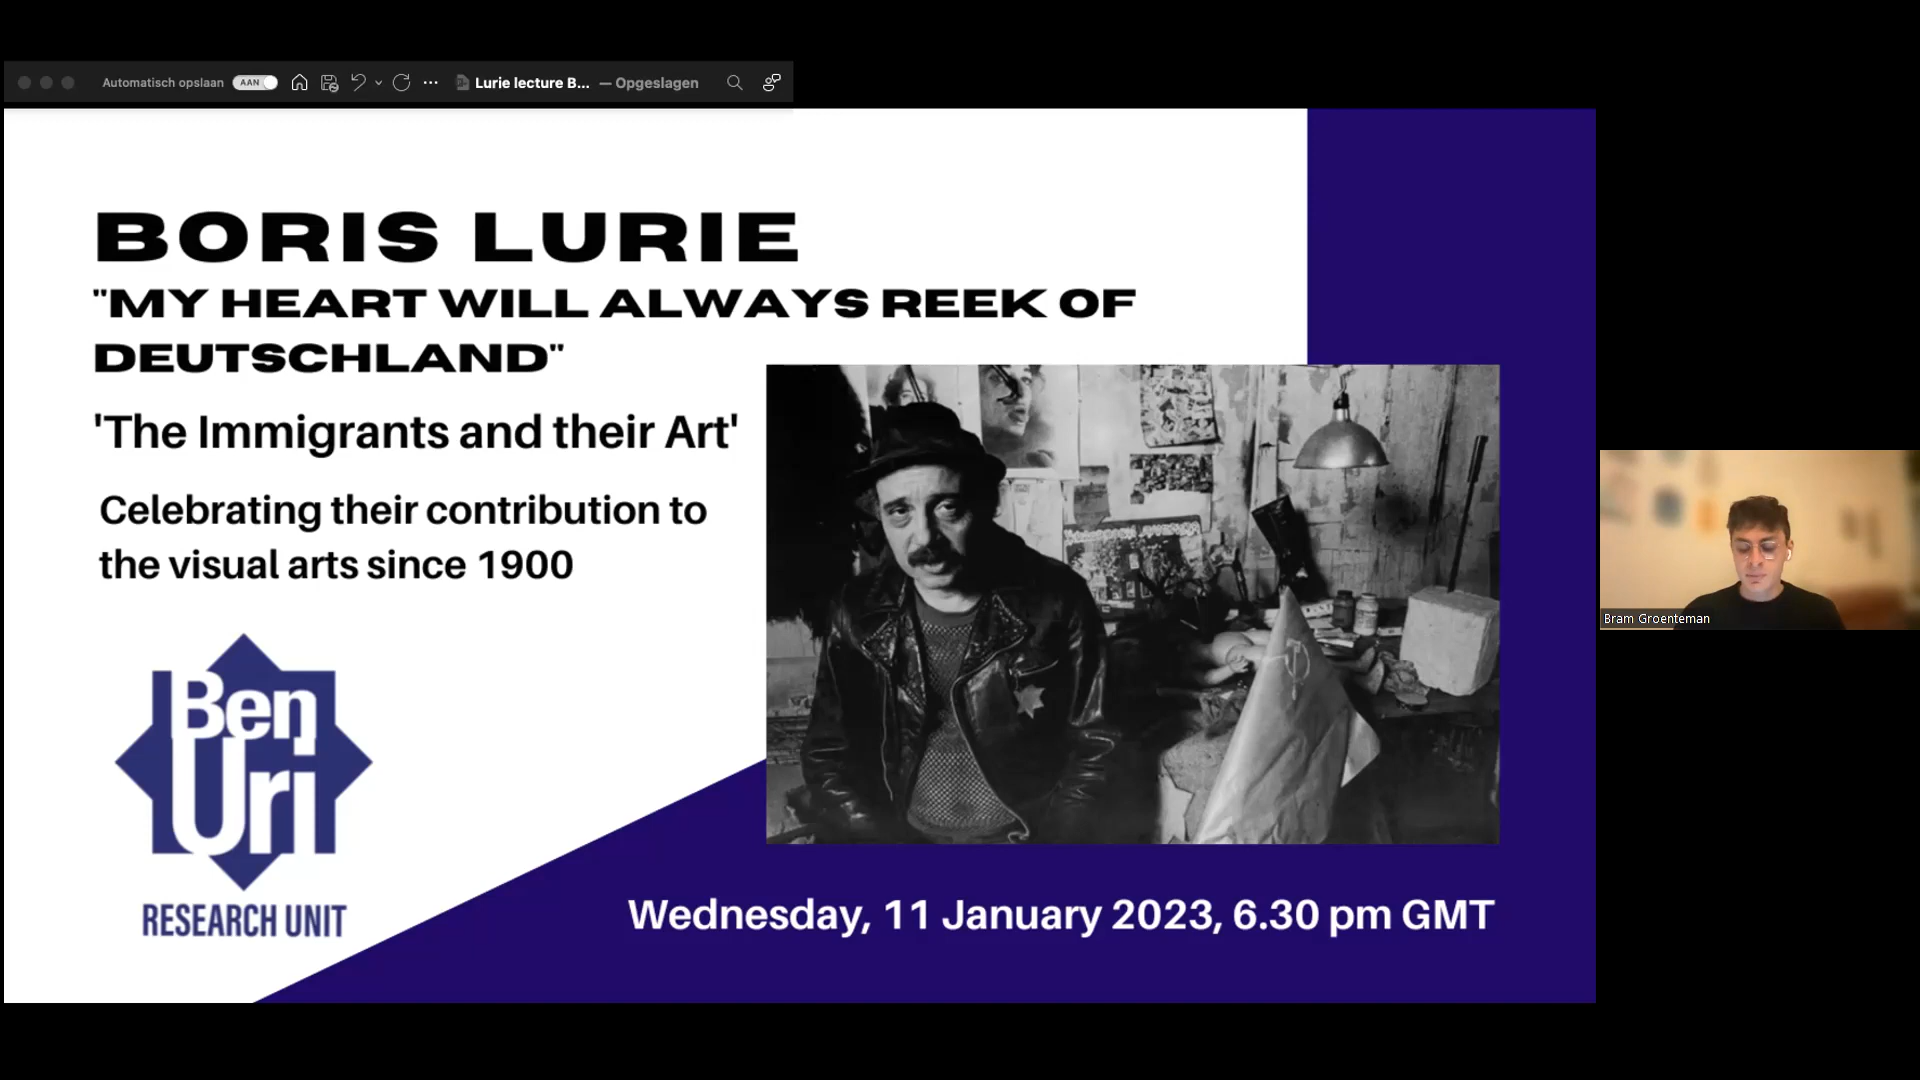 Automatisch opslaan AAN Lurie lecture B... — Opgeslagen
BORIS LURIE
"MY HEART WILL ALWAYS REEK OF
DEUTSCHLAND"
'The Immigrants and their Art'
Celebrating their contribution to
the visual arts since 1900
Ben
Uri
RESEARCH UNIT
Wednesday, 11 January 2023, 6.30 pm GMT
Bram Groenteman